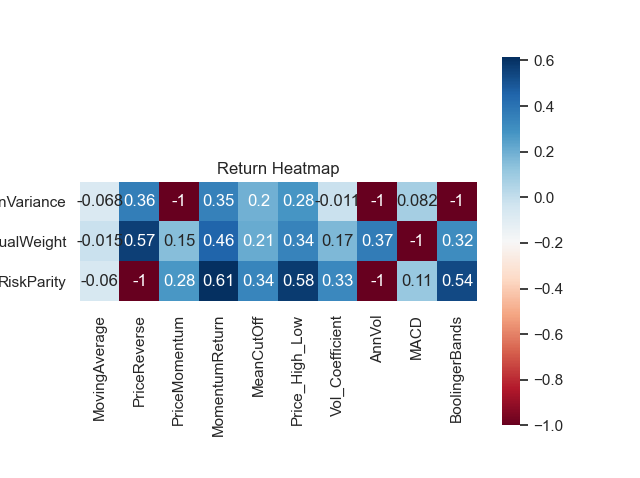 Return Heatmap
nVariance -0.068 0.36 -1 0.35 0.2 0.28 -0.011 -1 0.082 -1
ualWeight -0.015 0.57 0.15 0.46 0.21 0.34 0.17 0.37 -1 0.32
RiskParity -0.06 -1 0.28 0.61 0.34 0.58 0.33 -1 0.11 0.54
MovingAverage
PriceReverse
PriceMomentum
MomentumReturn
MeanCutOff
Price_High_Low
Vol_Coefficient
AnnVol
MACD
BoolingerBands
0.6
0.4
0.2
0.0
−0.2
−0.4
−0.6
−0.8
−1.0